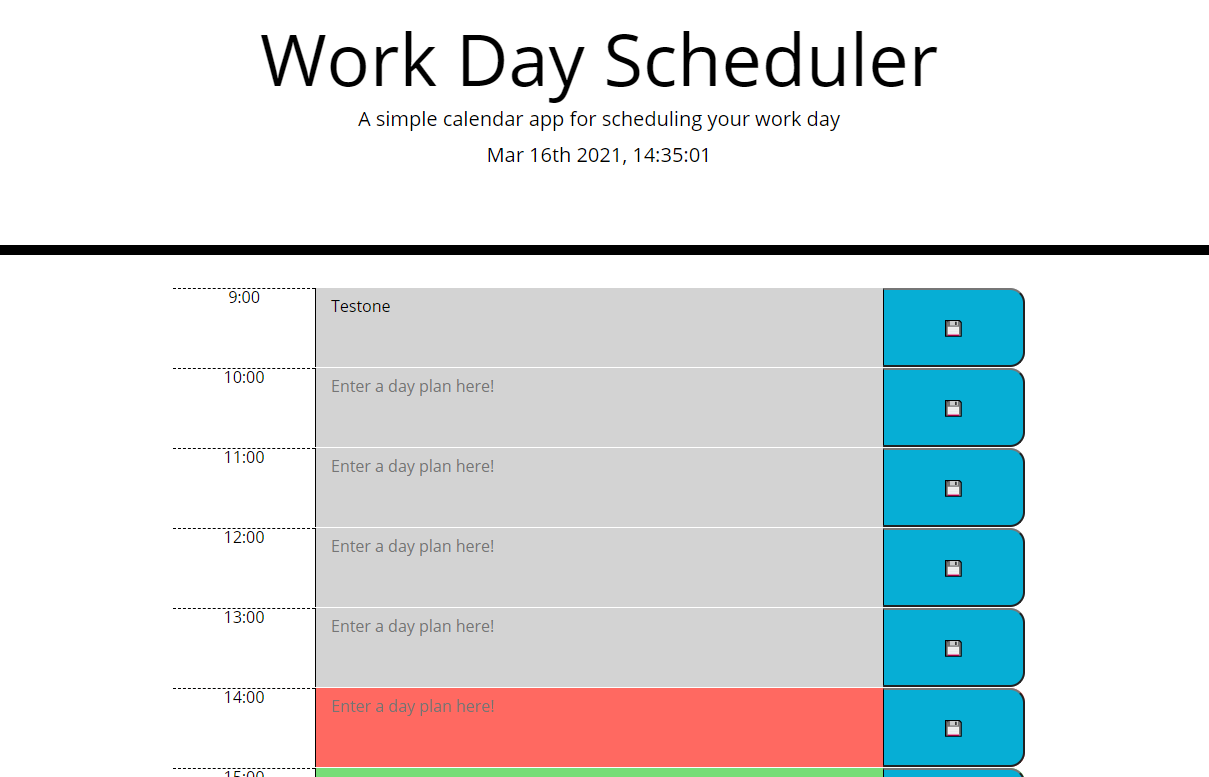 Work Day Scheduler
A simple calendar app for scheduling your work day
Mar 16th 2021, 14:35:01
9:00 Testone
10:00 Enter a day plan here!
11:00 Enter a day plan here!
12:00 Enter a day plan here!
13:00 Enter a day plan here!
14:00 Enter a day plan here!
15:00